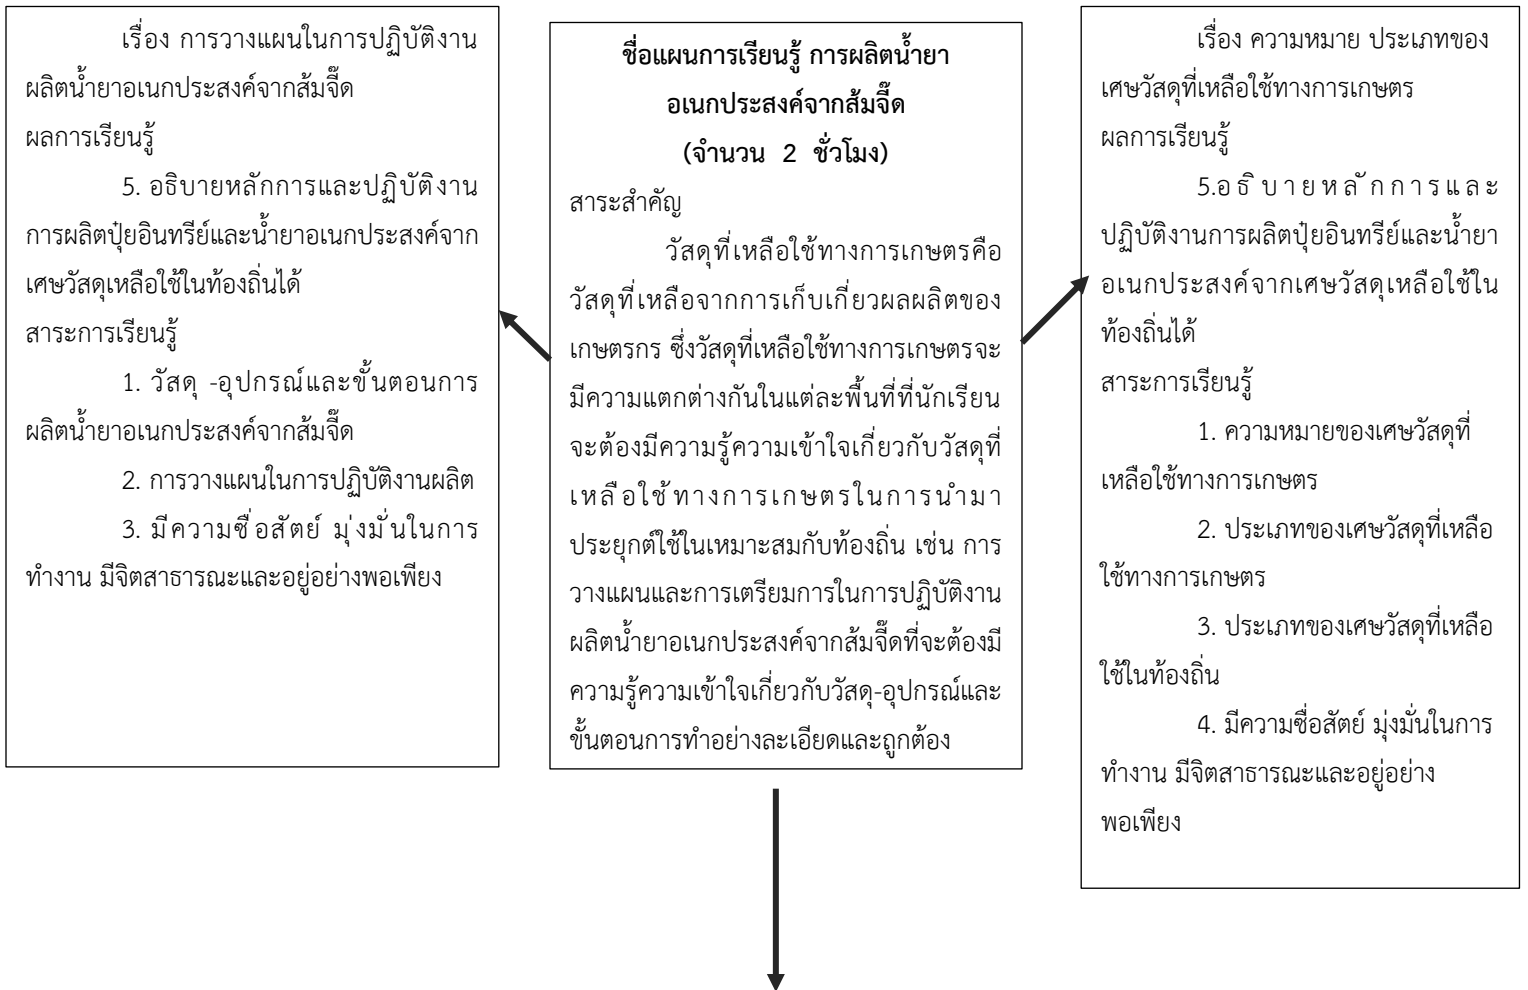 เรื่อง การวางแผนในการปฏิบัติงาน
ผลิตน้ำยาอเนกประสงค์จากส้มจี๊ด
ผลการเรียนรู้
5. อธิบายหลักการและปฏิบัติงาน
การผลิตปุ๋ยอินทรีย์และน้ำยาอเนกประสงค์จาก
เศษวัสดุเหลือใช้ในท้องถิ่นได้
สาระการเรียนรู้
1. วัสดุ -อุปกรณ์และขั้นตอนการ
ผลิตน้ำยาอเนกประสงค์จากส้มจี๊ด
2. การวางแผนในการปฏิบัติงานผลิต
3. มีความซื่อสัตย์ มุ่งมั่นในการ
ทำงาน มีจิตสาธารณะและอยู่อย่างพอเพียง
ชื่อแผนการเรียนรู้ การผลิตน้ำยา
อเนกประสงค์จากส้มจี๊ด
(จำนวน 2 ชั่วโมง)
สาระสำคัญ
วัสดุที่เหลือใช้ทางการเกษตรคือ
วัสดุที่เหลือจากการเก็บเกี่ยวผลผลิตของ
เกษตรกร ซึ่งวัสดุที่เหลือใช้ทางการเกษตรจะ
มีความแตกต่างกันในแต่ละพื้นที่ที่นักเรียน
จะต้องมีความรู้ความเข้าใจเกี่ยวกับวัสดุที่
เหลือใช้ทางการเกษตรในการนำมา
ประยุกต์ใช้ในเหมาะสมกับท้องถิ่น เช่น การ
วางแผนและการเตรียมการในการปฏิบัติงาน
ผลิตน้ำยาอเนกประสงค์จากส้มจี๊ดที่จะต้องมี
ความรู้ความเข้าใจเกี่ยวกับวัสดุ-อุปกรณ์และ
ขั้นตอนการทำอย่างละเอียดและถูกต้อง
เรื่อง ความหมาย ประเภทของ
เศษวัสดุที่เหลือใช้ทางการเกษตร
ผลการเรียนรู้
5.อธิบายหลักการและ
ปฏิบัติงานการผลิตปุ๋ยอินทรีย์และน้ำยา
อเนกประสงค์จากเศษวัสดุเหลือใช้ใน
ท้องถิ่นได้
สาระการเรียนรู้
1. ความหมายของเศษวัสดุที่
เหลือใช้ทางการเกษตร
2. ประเภทของเศษวัสดุที่เหลือ
ใช้ทางการเกษตร
3. ประเภทของเศษวัสดุที่เหลือ
ใช้ในท้องถิ่น
4. มีความซื่อสัตย์ มุ่งมั่นในการ
ทำงาน มีจิตสาธารณะและอยู่อย่าง
พอเพียง